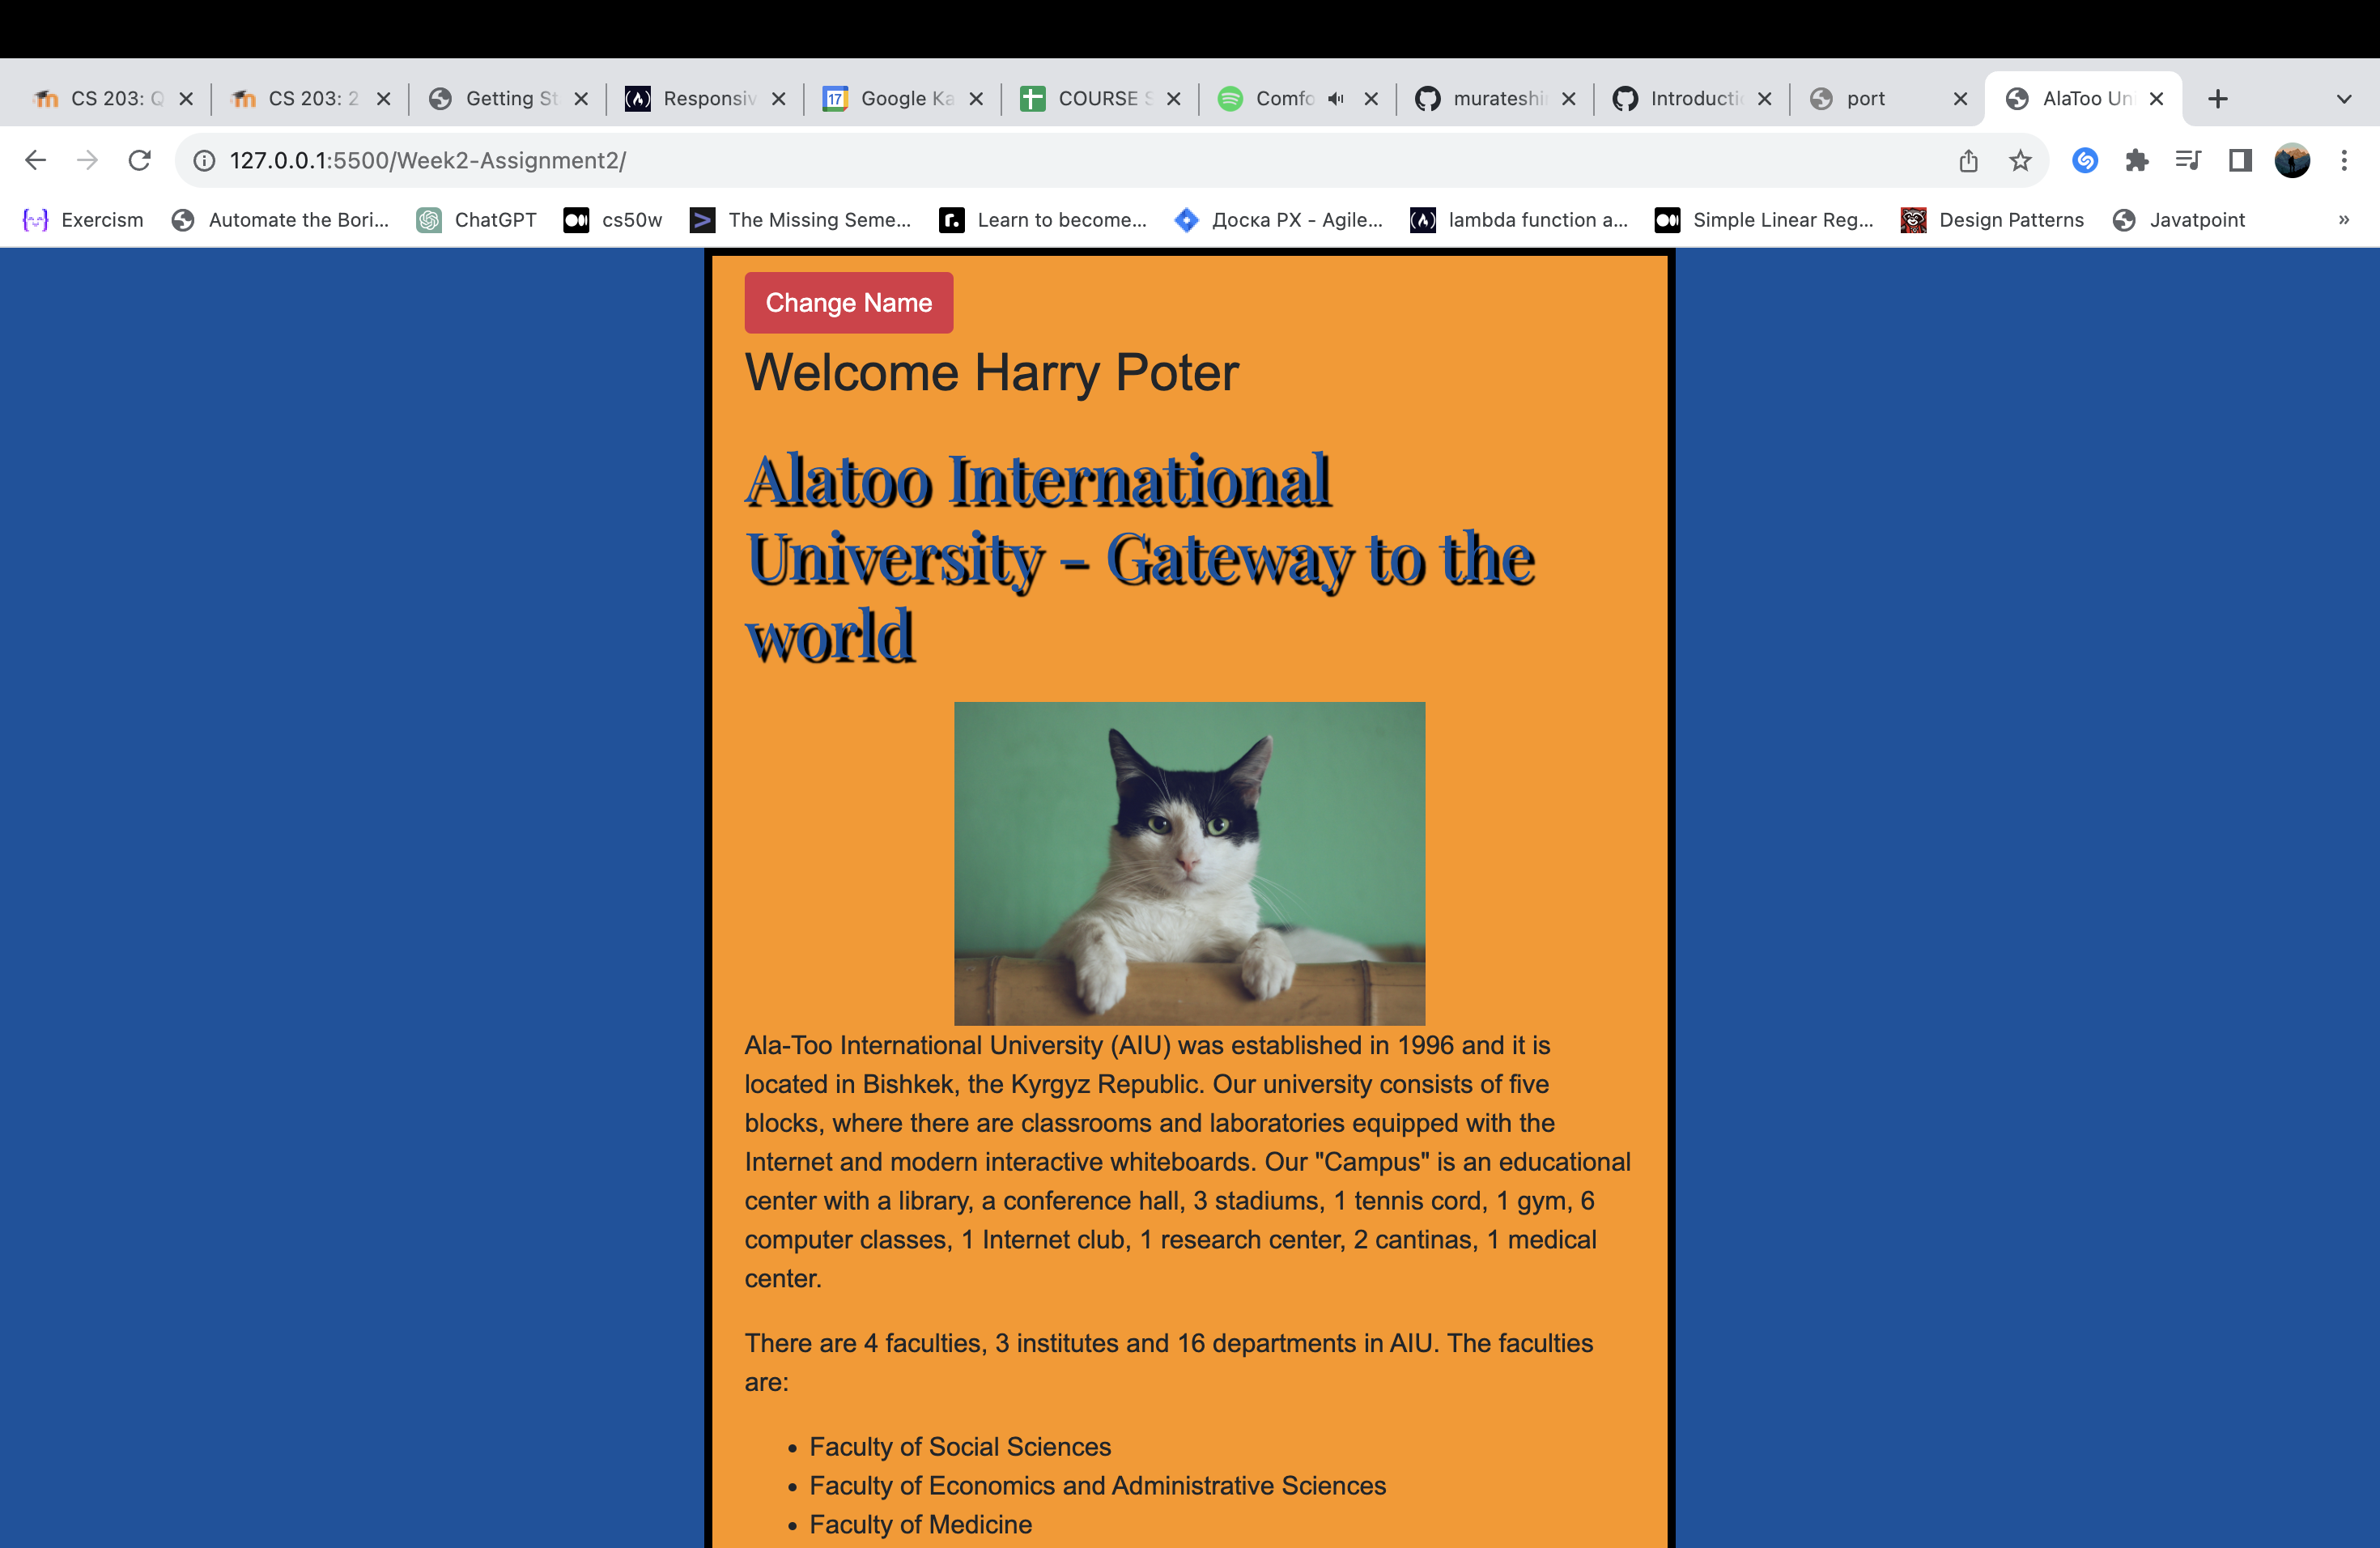 CS 203: Q
CS 203: 2
Getting St
Responsiv
Google Ka
COURSE S
Comfo
murateshi
Introducti
port
AlaToo Uni
127.0.0.1:5500/Week2-Assignment2/
Exercism
Automate the Bori...
ChatGPT
cs50w
The Missing Seme...
Learn to become...
Доска PX - Agile...
lambda function a...
Simple Linear Reg...
Design Patterns
Javatpoint
»
Change Name
Welcome Harry Poter
Alatoo International
University - Gateway to the
world
Ala-Too International University (AIU) was established in 1996 and it is
located in Bishkek, the Kyrgyz Republic. Our university consists of five
blocks, where there are classrooms and laboratories equipped with the
Internet and modern interactive whiteboards. Our "Campus" is an educational
center with a library, a conference hall, 3 stadiums, 1 tennis cord, 1 gym, 6
computer classes, 1 Internet club, 1 research center, 2 cantinas, 1 medical
center.
There are 4 faculties, 3 institutes and 16 departments in AIU. The faculties
are:
• Faculty of Social Sciences
• Faculty of Economics and Administrative Sciences
• Faculty of Medicine